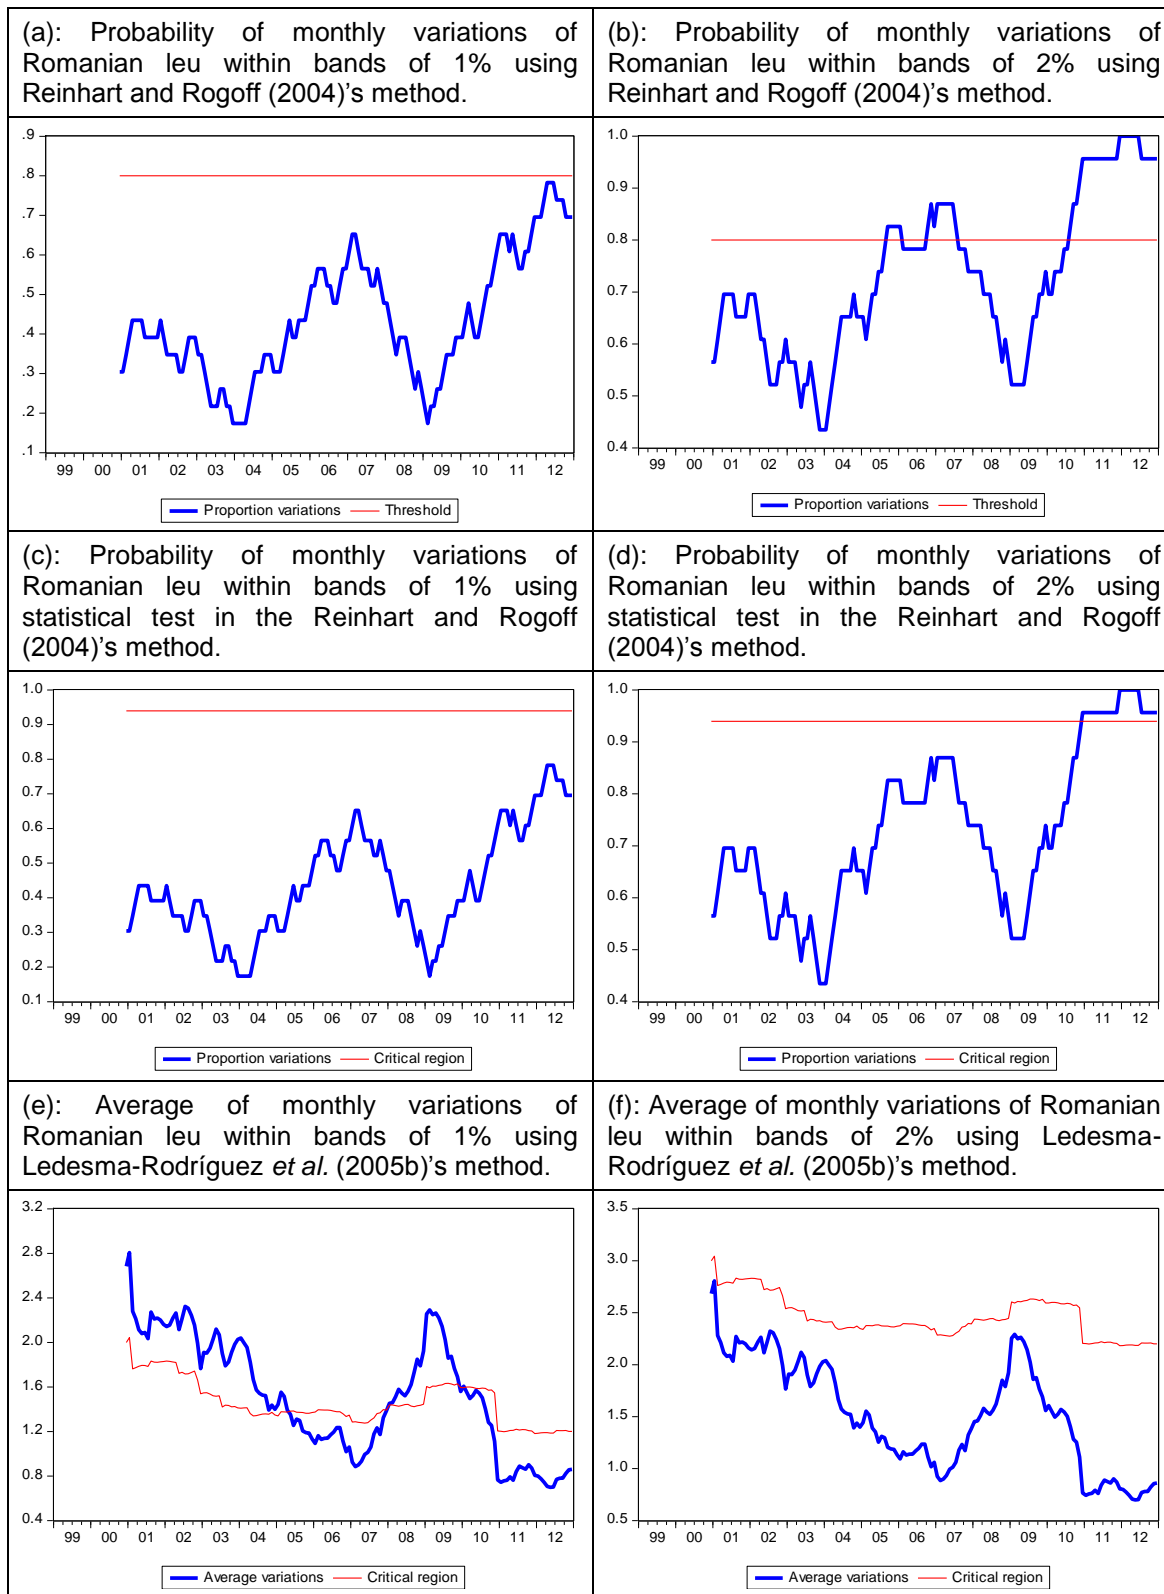 (a): Probability of monthly variations of
Romanian leu within bands of 1% using
Reinhart and Rogoff (2004)'s method.
(b): Probability of monthly variations of
Romanian leu within bands of 2% using
Reinhart and Rogoff (2004)'s method.
.9
.8
.7
.6
.5
.4
.3
.2
.1
99 00 01 02 03 04 05 06 07 08 09 10 11 12
Proportion variations Threshold
1.0
0.9
0.8
0.7
0.6
0.5
0.4
99 00 01 02 03 04 05 06 07 08 09 10 11 12
Proportion variations Threshold
(c): Probability of monthly variations of
Romanian leu within bands of 1% using
statistical test in the Reinhart and Rogoff
(2004)'s method.
(d): Probability of monthly variations of
Romanian leu within bands of 2% using
statistical test in the Reinhart and Rogoff
(2004)'s method.
1.0
0.9
0.8
0.7
0.6
0.5
0.4
0.3
0.2
0.1
99 00 01 02 03 04 05 06 07 08 09 10 11 12
Proportion variations Critical region
1.0
0.9
0.8
0.7
0.6
0.5
0.4
99 00 01 02 03 04 05 06 07 08 09 10 11 12
Proportion variations Critical region
(e): Average of monthly variations of
Romanian leu within bands of 1% using
Ledesma-Rodríguez et al. (2005b)'s method.
(f): Average of monthly variations of Romanian
leu within bands of 2% using Ledesma-
Rodríguez et al. (2005b)'s method.
3.2
2.8
2.4
2.0
1.6
1.2
0.8
0.4
99 00 01 02 03 04 05 06 07 08 09 10 11 12
Average variations Critical region
3.5
3.0
2.5
2.0
1.5
1.0
0.5
99 00 01 02 03 04 05 06 07 08 09 10 11 12
Average variations Critical region